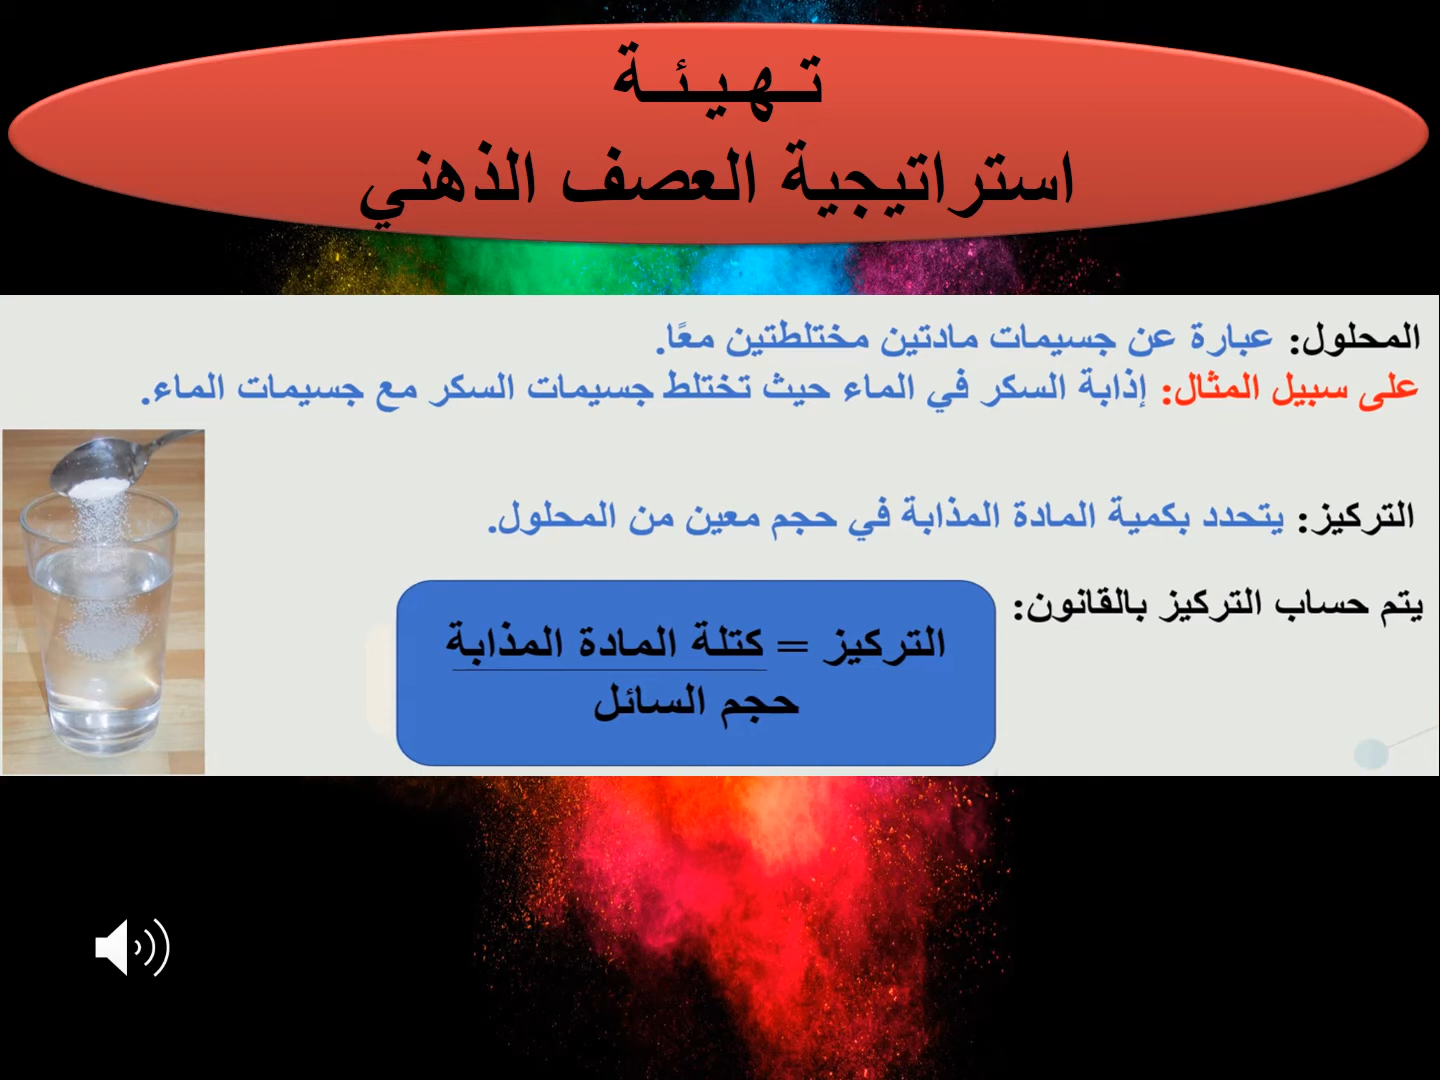 تـهـيـئـة
استراتيجية العصف الذهني
المحلول: عبارة عن جسيمات مادتين مختلطتين معًا.
على سبيل المثال: إذابة السكر في الماء حيث تختلط جسيمات السكر مع جسيمات الماء.
التركيز: يتحدد بكمية المادة المذابة في حجم معين من المحلول.
يتم حساب التركيز بالقانون:
التركيز = كتلة المادة المذابة
حجم السائل